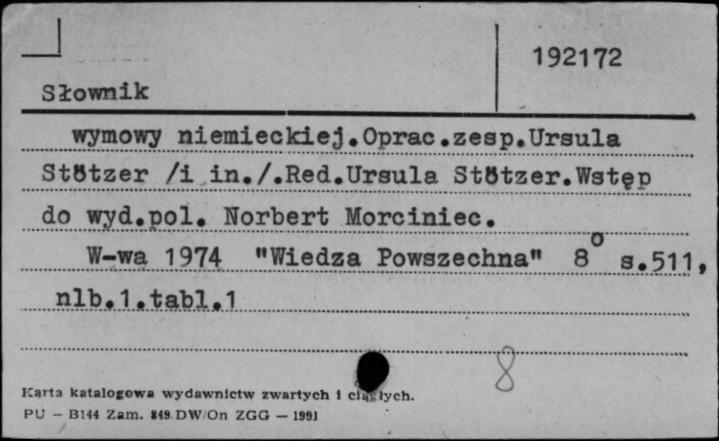 192172
Słownik
wymowy niemieckiej.Oprac.zesp.Ursula
Stötzer /i in./.Red.Ursula Stötzer.Wstęp
do wyd.pol. Norbert Morciniec.
W-wa 1974 "Wiedza Powszechna" 8° s.511,
nlb.1.tabl.1
8
Karta katalogowa wydawnictw zwartych i ciągłych.
PU — B144 Zam. 849 DW/On ZGG — 1991